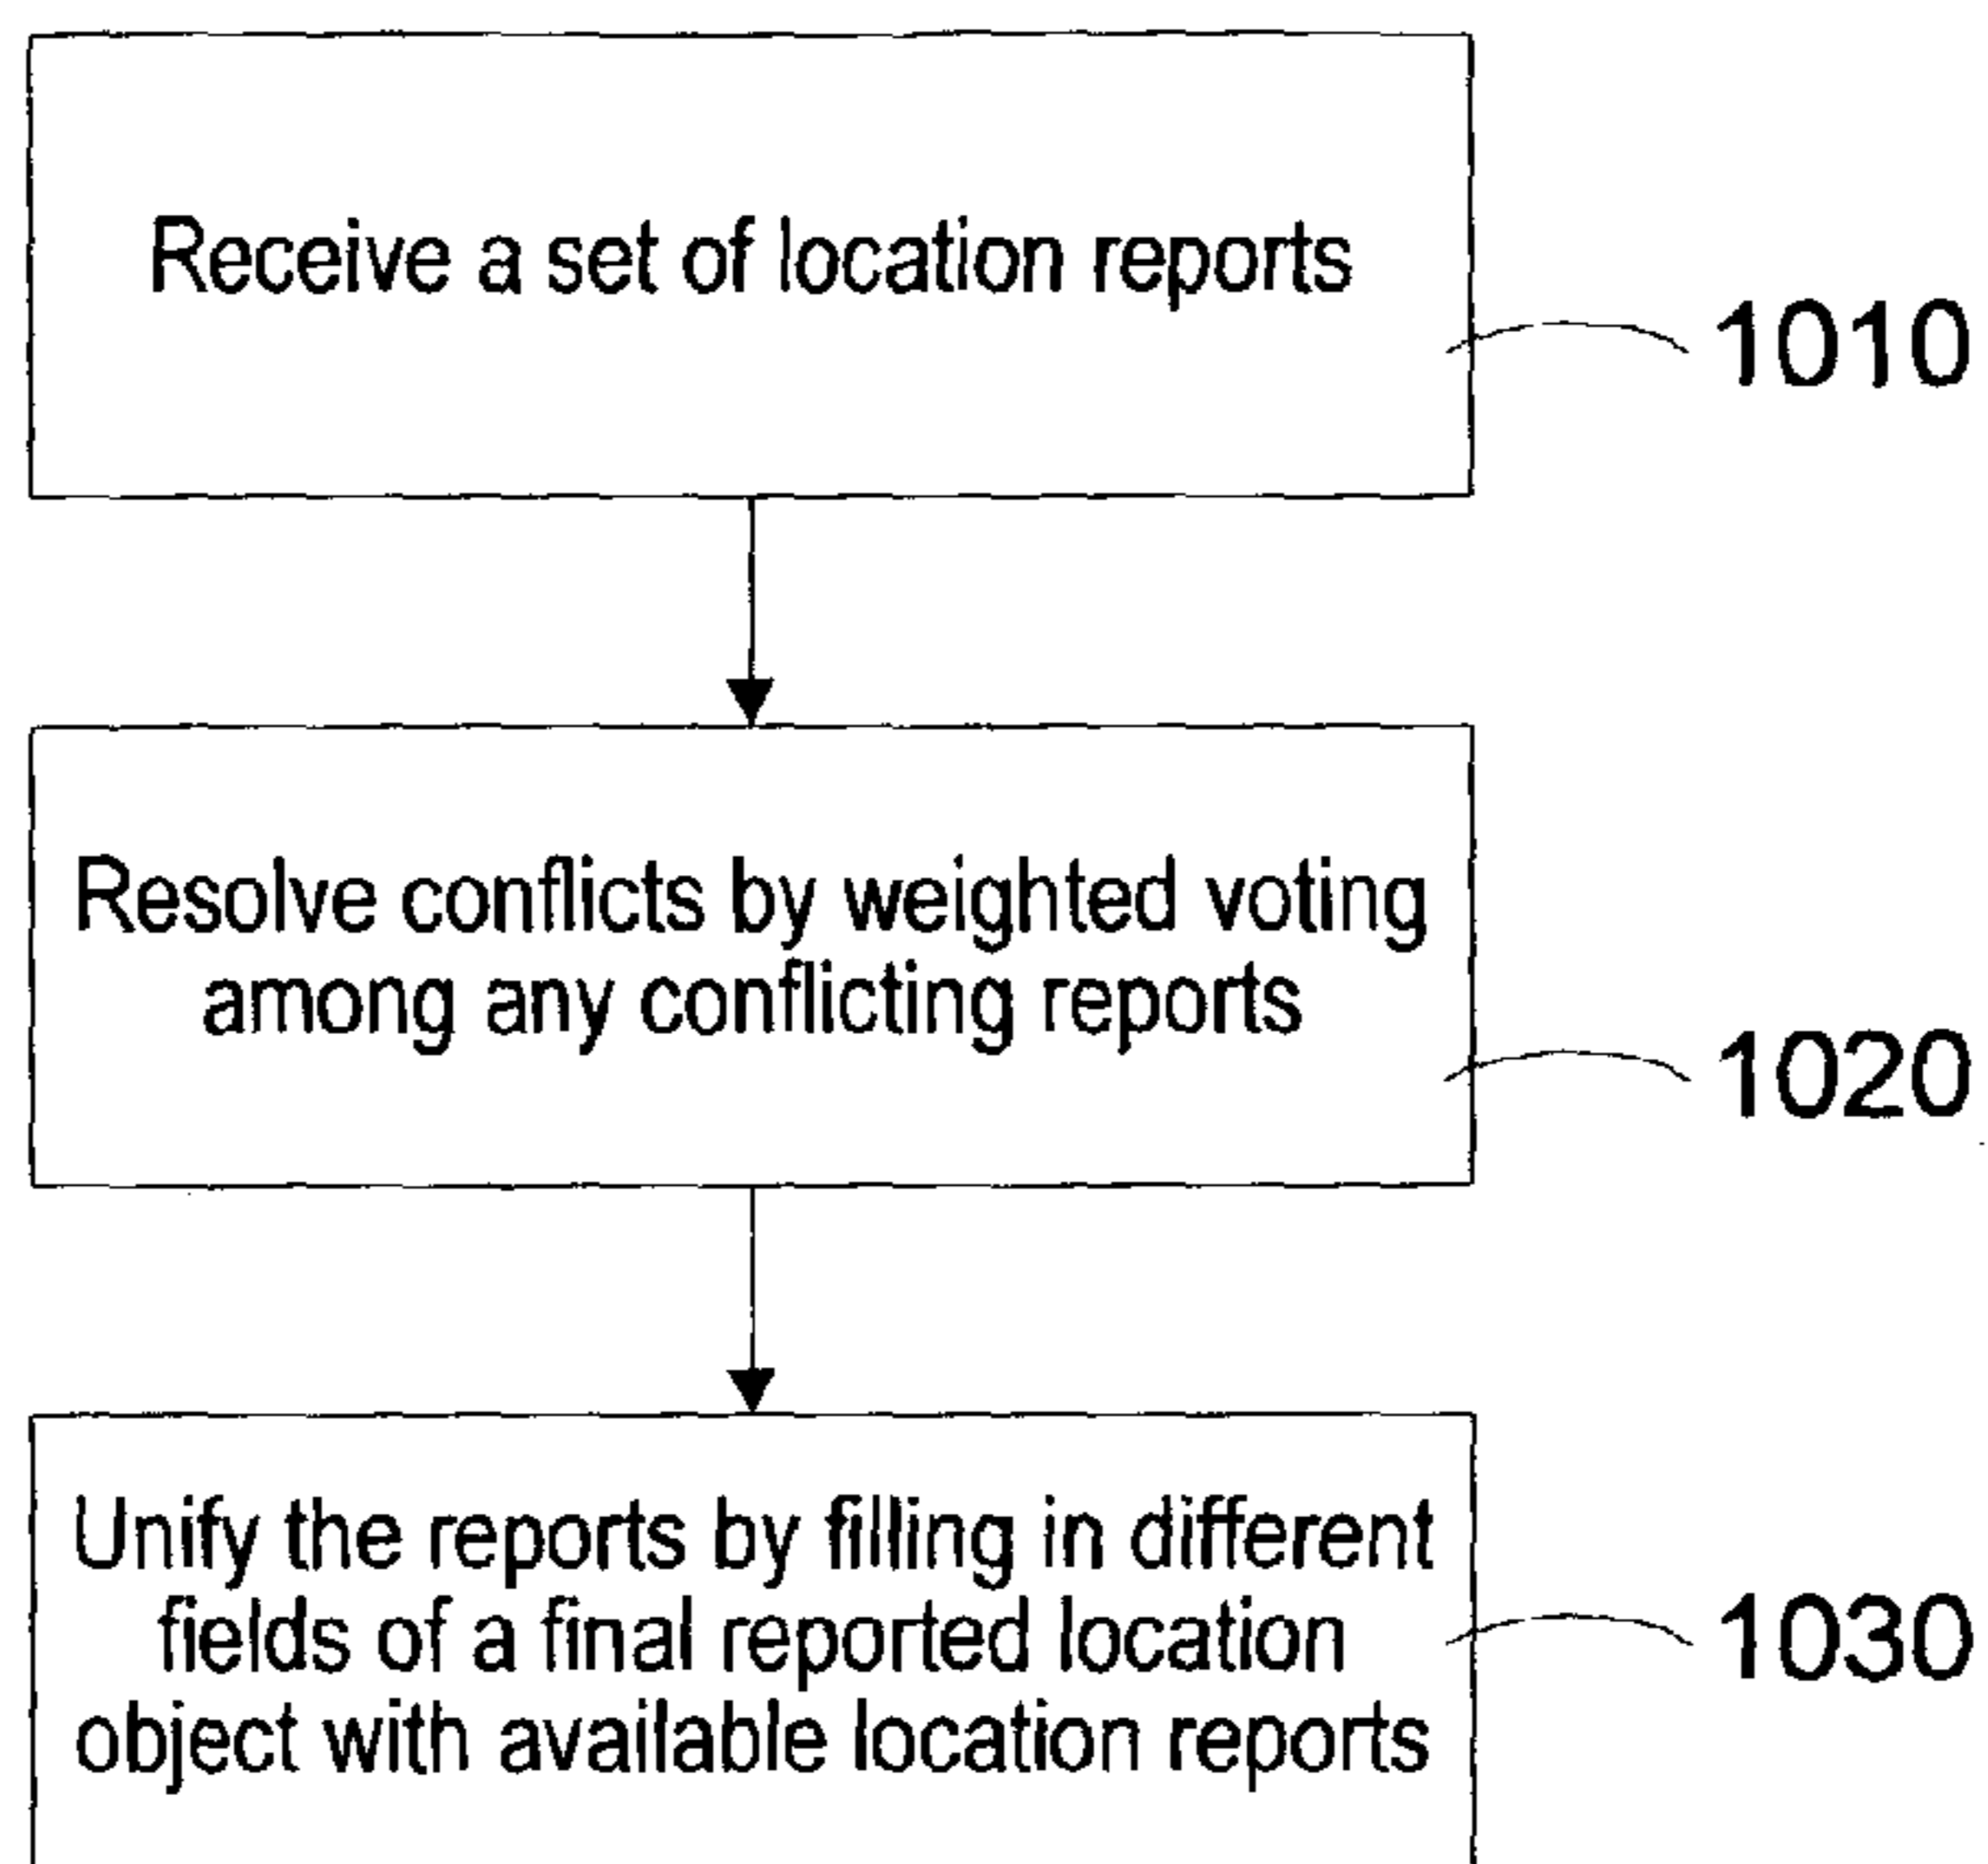 Receive a set of location reports
1010
Resolve conflicts by weighted voting
among any conflicting reports
1020
Unify the reports by filling in different
fields of a final reported location
object with available location reports
1030